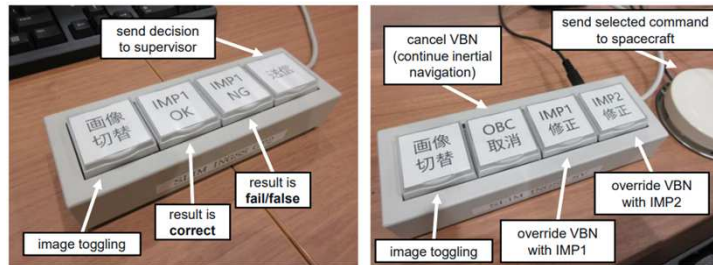 send decision
to supervisor
画像
切替
IMP1
OK
IMP1
NG
送信
result is
fail/false
result is
correct
image toggling
send selected command
to spacecraft
cancel VBN
(continue inertial
navigation)
画像
切替
OBC
取消
IMP1
修正
IMP2
修正
override VBN
with IMP2
override VBN
with IMP1
image toggling